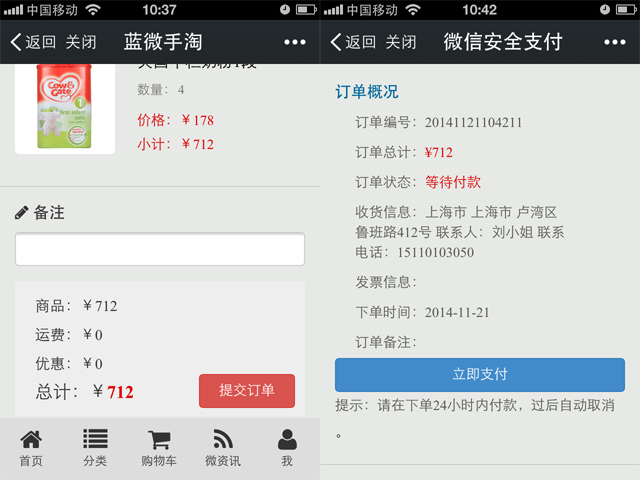 中国移动 10:37
返回 关闭 蓝微手淘 •••
Cow & Gate
1
first infant milk
数量： 4
价格：￥178
小计：￥712
备注
商品：￥712
运费：￥0
优惠：￥0
总计：￥712
提交订单
首页 分类 购物车 微资讯 我
中国移动 10:42
返回 关闭 微信安全支付 •••
订单概况
订单编号：20141121104211
订单总计：¥712
订单状态：等待付款
收货信息：上海市 上海市 卢湾区
鲁班路412号 联系人：刘小姐 联系
电话：15110103050
发票信息：
下单时间：2014-11-21
订单备注：
立即支付
提示：请在下单24小时内付款，过后自动取消
。